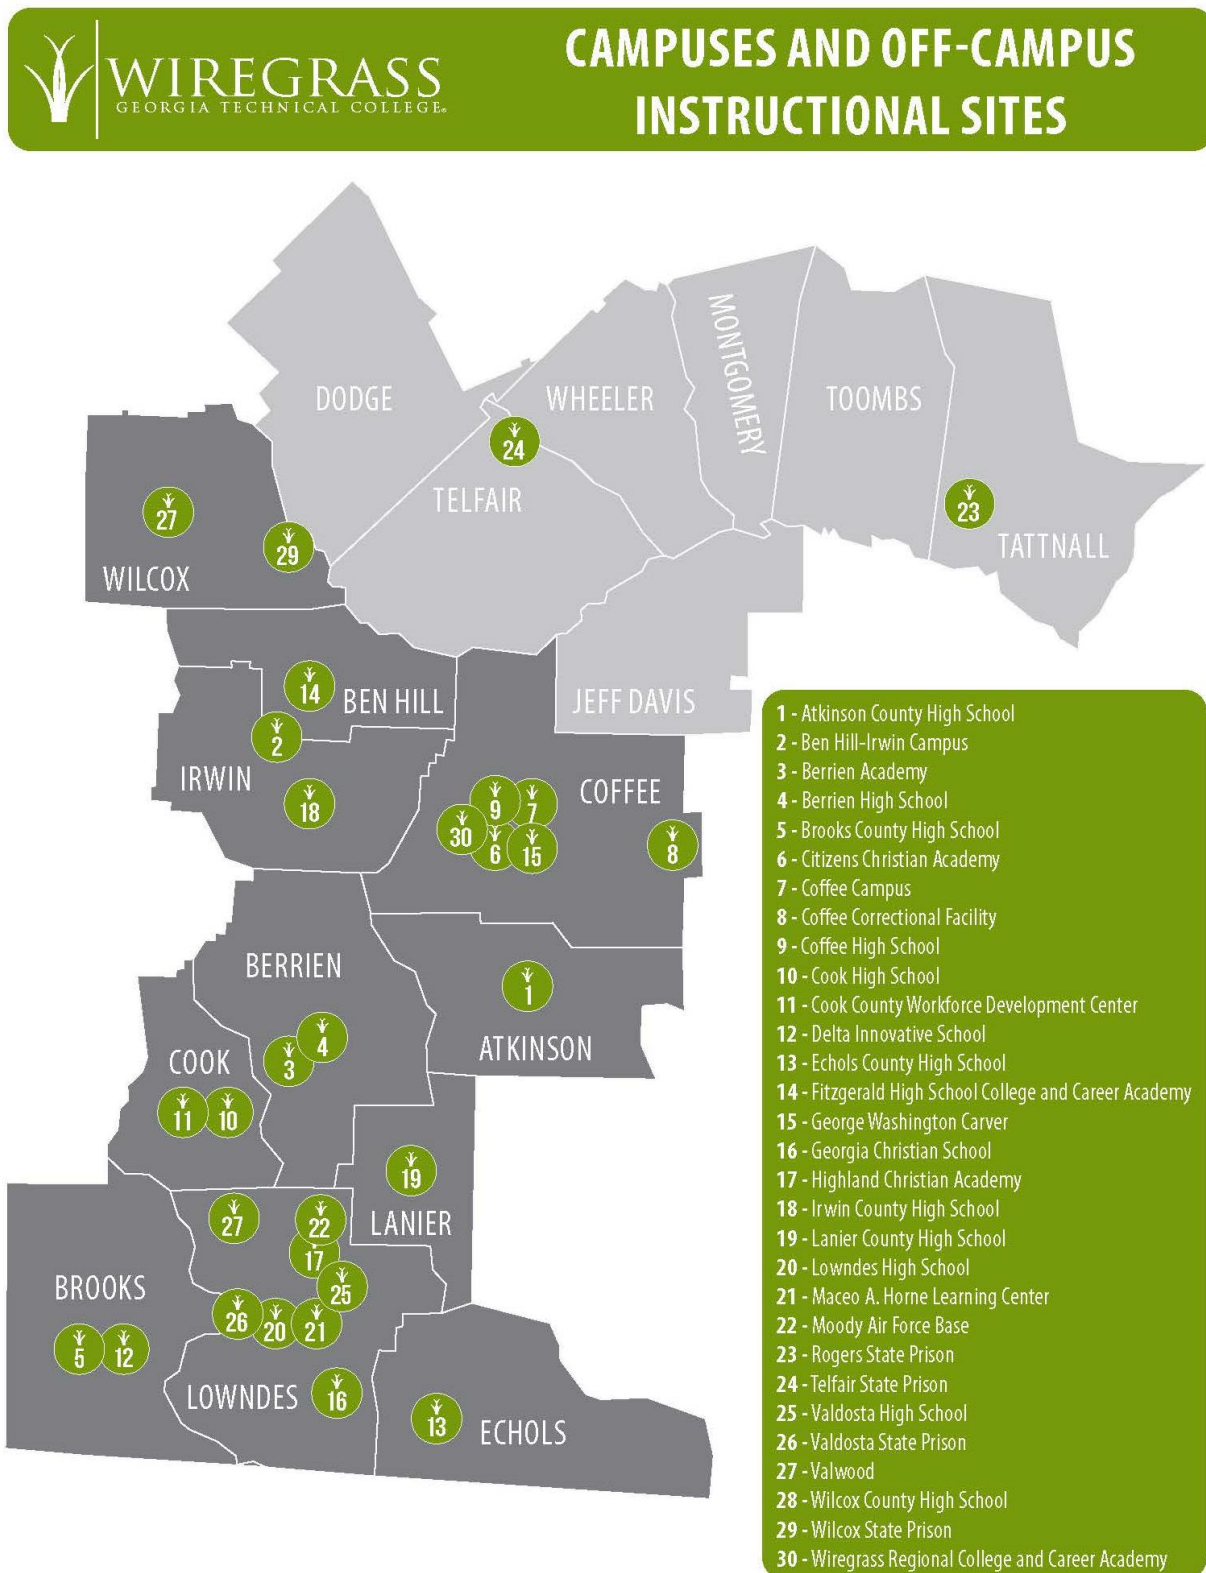 WIREGRASS
GEORGIA TECHNICAL COLLEGE®
CAMPUSES AND OFF-CAMPUS
INSTRUCTIONAL SITES
DODGE
WHEELER
MONTGOMERY
TOOMBS
24
TELFAIR
27
23
29
TATTNALL
WILCOX
14
BEN HILL
JEFF DAVIS
2
IRWIN
18
COFFEE
9
7
30
6
15
8
BERRIEN
1
ATKINSON
4
3
COOK
11
10
19
LANIER
27
22
17
25
BROOKS
26
20
21
5
12
LOWNDES
16
13
ECHOLS
1 - Atkinson County High School
2 - Ben Hill-Irwin Campus
3 - Berrien Academy
4 - Berrien High School
5 - Brooks County High School
6 - Citizens Christian Academy
7 - Coffee Campus
8 - Coffee Correctional Facility
9 - Coffee High School
10 - Cook High School
11 - Cook County Workforce Development Center
12 - Delta Innovative School
13 - Echols County High School
14 - Fitzgerald High School College and Career Academy
15 - George Washington Carver
16 - Georgia Christian School
17 - Highland Christian Academy
18 - Irwin County High School
19 - Lanier County High School
20 - Lowndes High School
21 - Maceo A. Horne Learning Center
22 - Moody Air Force Base
23 - Rogers State Prison
24 - Telfair State Prison
25 - Valdosta High School
26 - Valdosta State Prison
27 - Valwood
28 - Wilcox County High School
29 - Wilcox State Prison
30 - Wiregrass Regional College and Career Academy